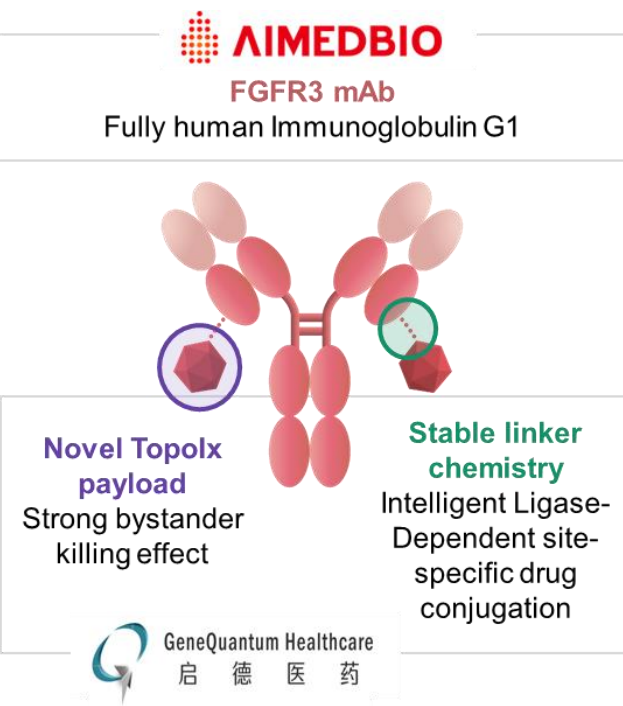 AIMEDBIO
FGFR3 mAb
Fully human Immunoglobulin G1
Novel TopoIx
payload
Strong bystander
killing effect
Stable linker
chemistry
Intelligent Ligase-
Dependent site-
specific drug
conjugation
GeneQuantum Healthcare
启德医药